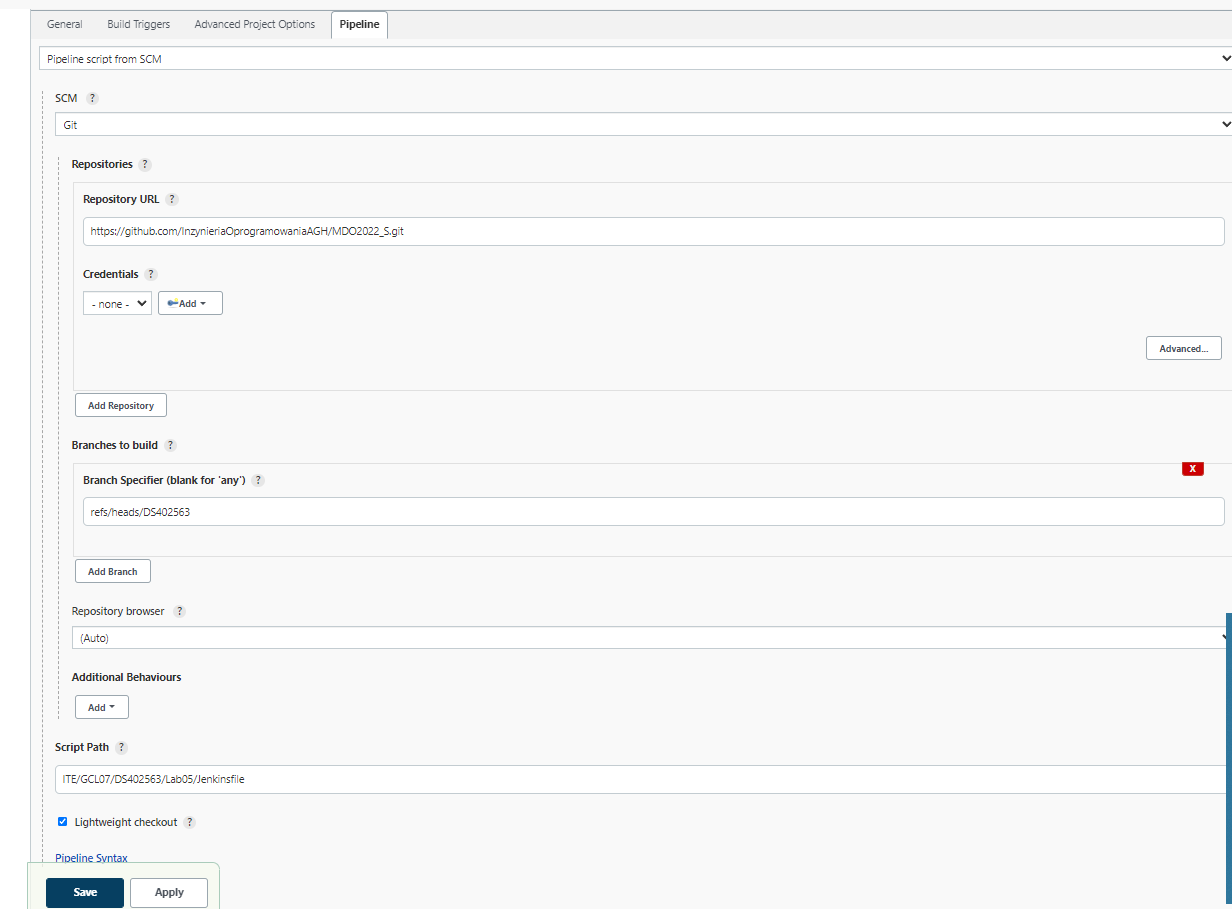 General Build Triggers Advanced Project Options Pipeline
Pipeline script from SCM
SCM ?
Git
Repositories ?
Repository URL ?
https://github.com/InzynieriaOprogramowaniaAGH/MDO2022_S.git
Credentials ?
- none - Add
Advanced...
Add Repository
Branches to build ?
X
Branch Specifier (blank for 'any') ?
refs/heads/DS402563
Add Branch
Repository browser ?
(Auto)
Additional Behaviours
Add
Script Path ?
ITE/GCL07/DS402563/Lab05/Jenkinsfile
Lightweight checkout ?
Pipeline Syntax
Save Apply